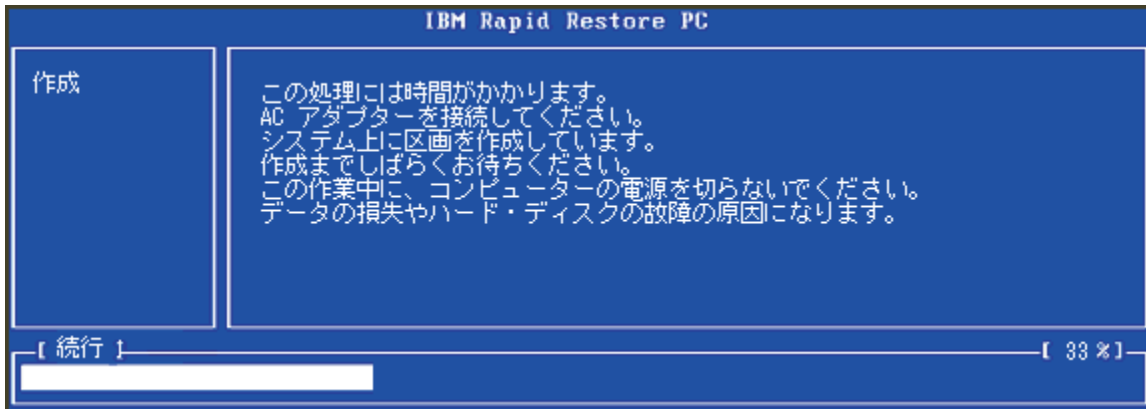 IBM Rapid Restore PC
作成
この処理には時間がかかります。
AC アダプターを接続してください。
システム上に区画を作成しています。
作成までしばらくお待ちください。
この作業中に、コンピューターの電源を切らないでください。
データの損失やハード・ディスクの故障の原因になります。
[ 続行 ]
[ 33 %]